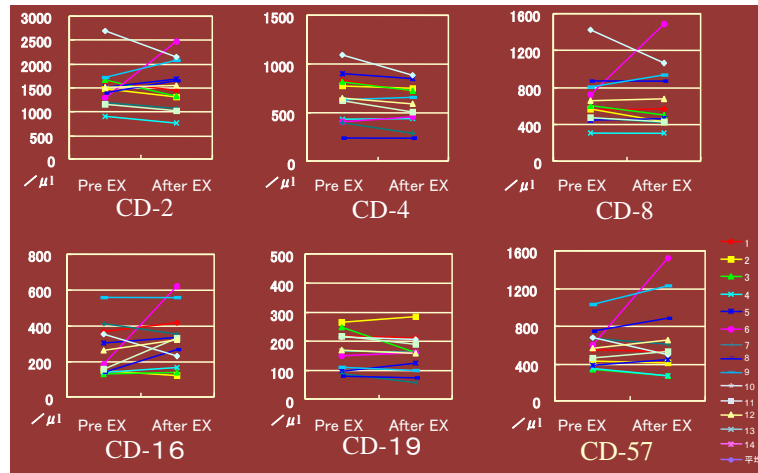 3000
2500
2000
1500
1000
500
0
／μl
Pre EX After EX
CD-2
1500
1000
500
0
／μl
Pre EX After EX
CD-4
1600
1200
800
400
0
／μl
Pre EX After EX
CD-8
800
600
400
200
0
／μl
Pre EX After EX
CD-16
500
400
300
200
100
0
／μl
Pre EX After EX
CD-19
1600
1200
800
400
0
／μl
Pre EX After EX
CD-57
1
2
3
4
5
6
7
8
9
10
11
12
13
14
平均